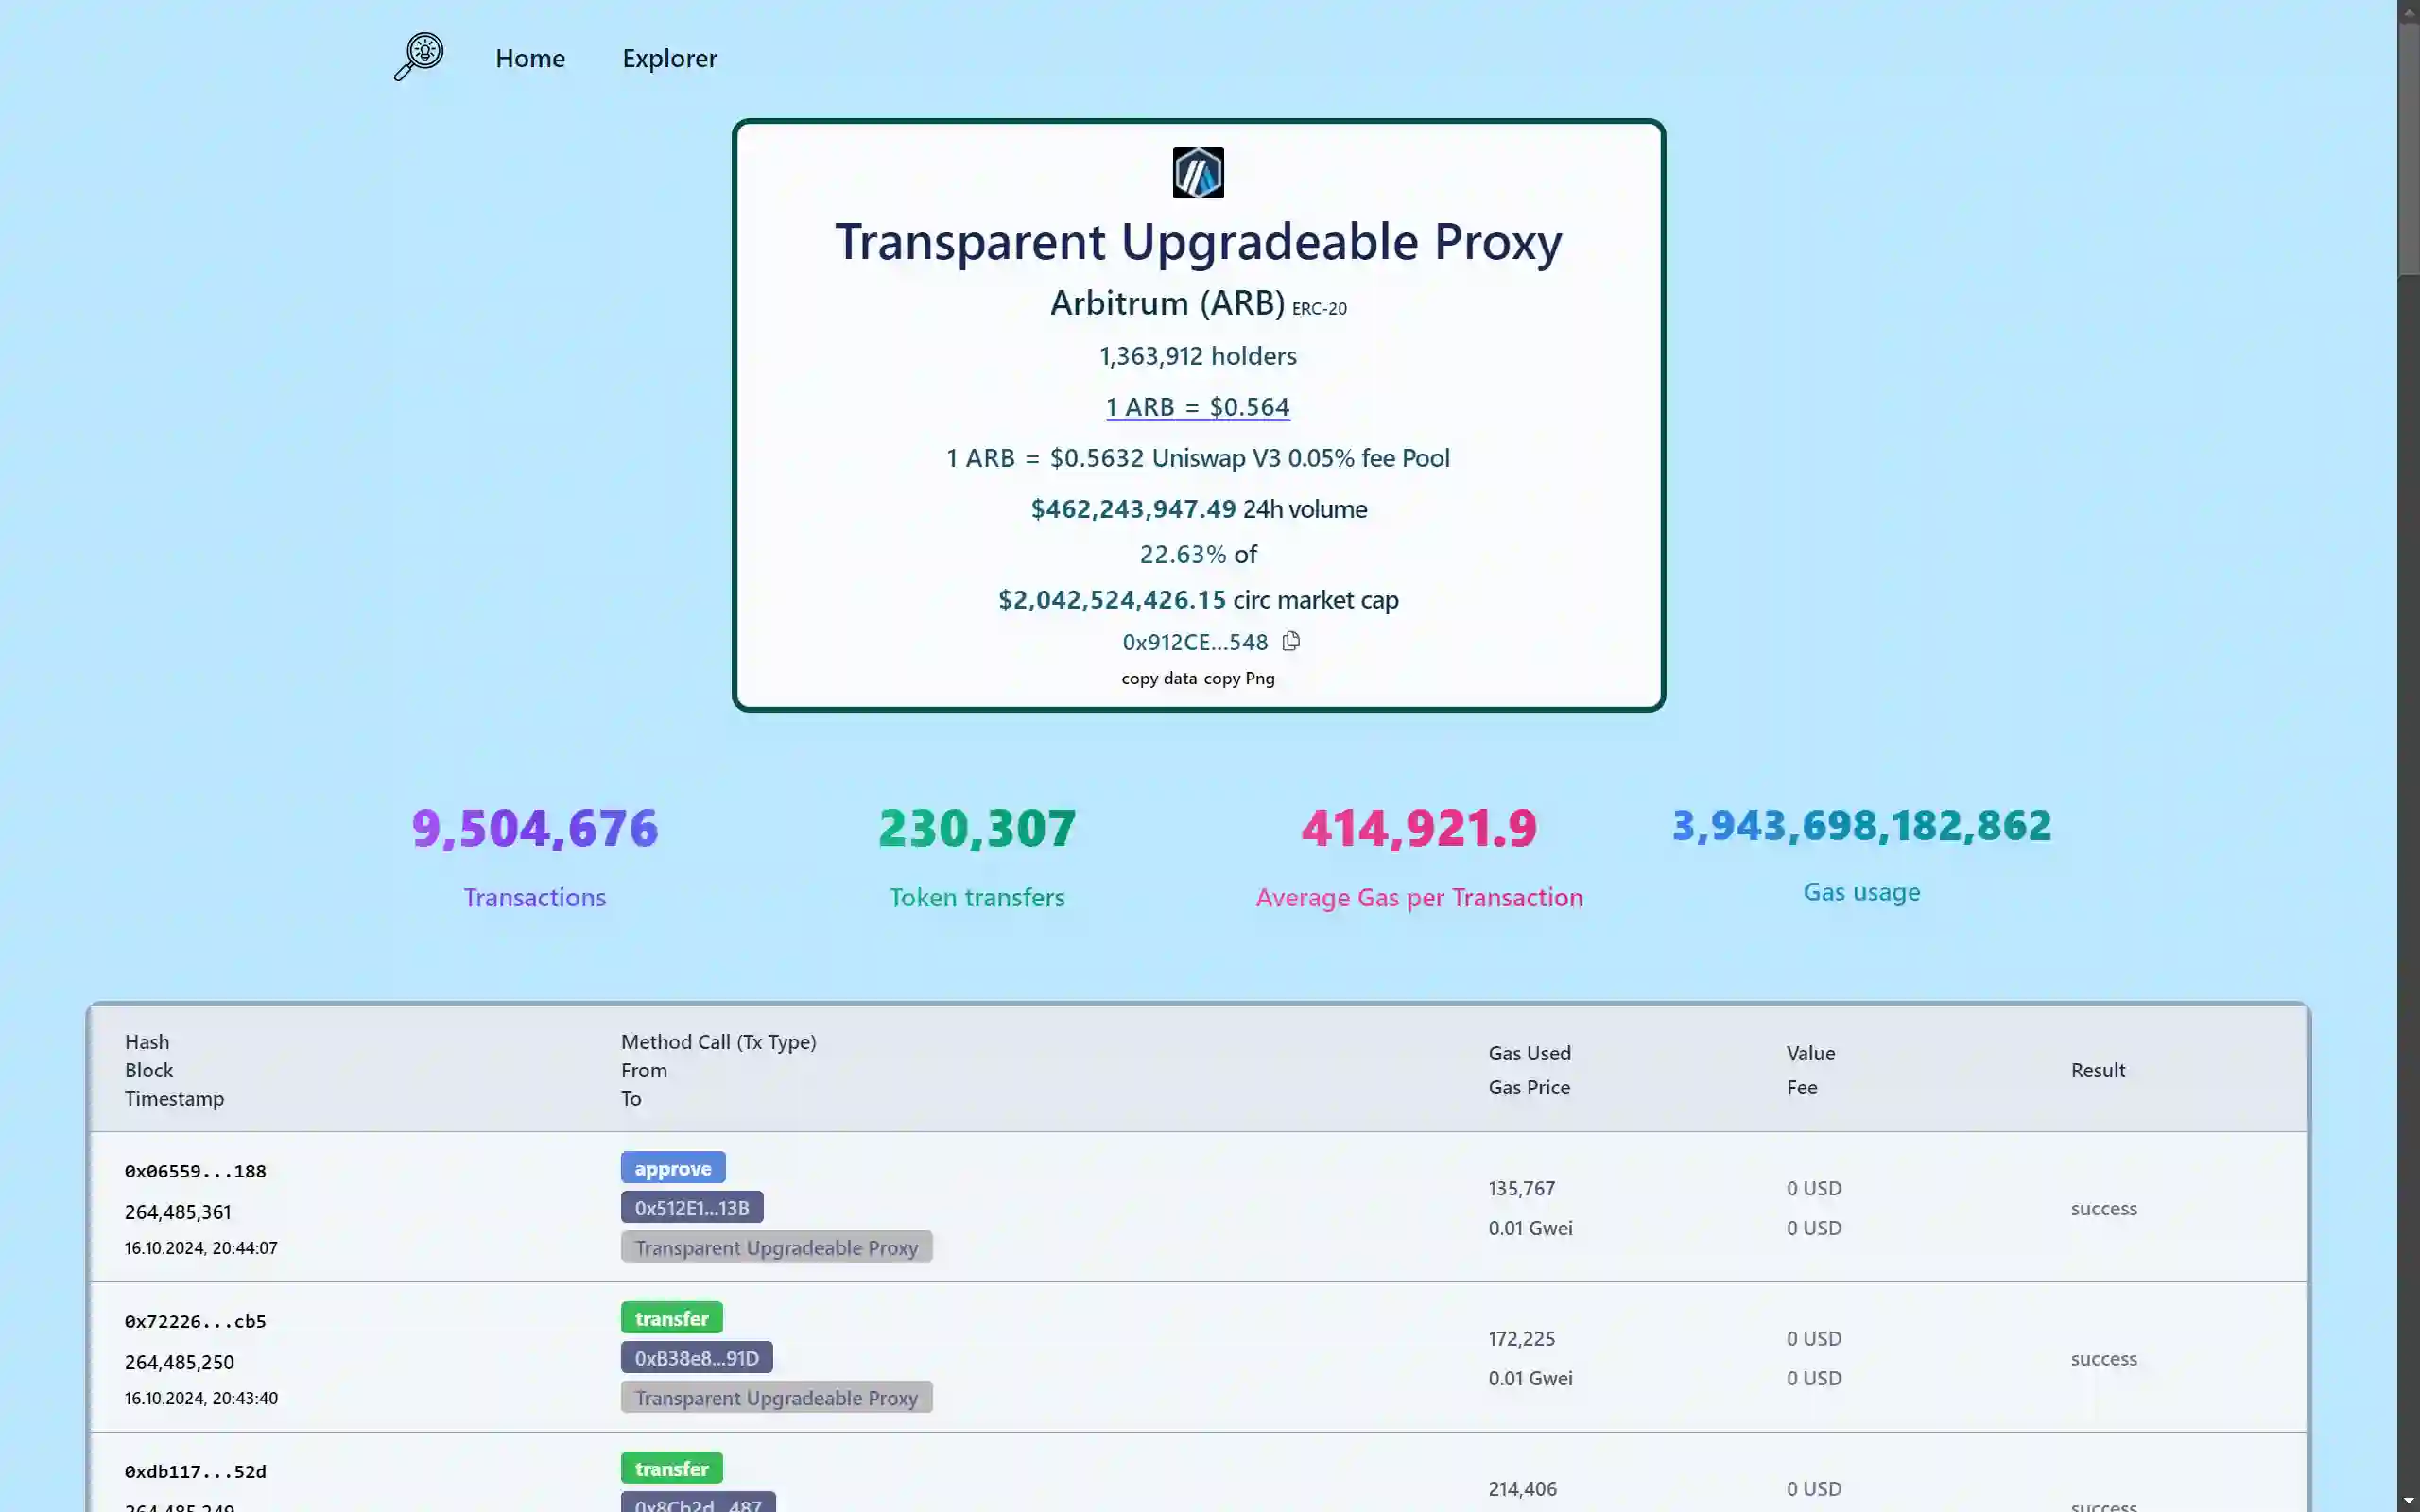 Home Explorer
Transparent Upgradeable Proxy
Arbitrum (ARB) ERC-20
1,363,912 holders
1 ARB = $0.564
1 ARB = $0.5632 Uniswap V3 0.05% fee Pool
$462,243,947.49 24h volume
22.63% of
$2,042,524,426.15 circ market cap
0x912CE...548
copy data copy Png
9,504,676 230,307 414,921.9 3,943,698,182,862
Transactions Token transfers Average Gas per Transaction Gas usage
Hash
Block
Timestamp
Method Call (Tx Type)
From
To
Gas Used
Gas Price
Value
Fee
Result
0x06559...188
264,485,361
16.10.2024, 20:44:07
approve
0x512E1...13B
Transparent Upgradeable Proxy
135,767
0.01 Gwei
0 USD
0 USD
success
0x72226...cb5
264,485,250
16.10.2024, 20:43:40
transfer
0xB38e8...91D
Transparent Upgradeable Proxy
172,225
0.01 Gwei
0 USD
0 USD
success
0xdb117...52d
264,485,249
transfer
0x8Cb2d...487
214,406
0 USD
success